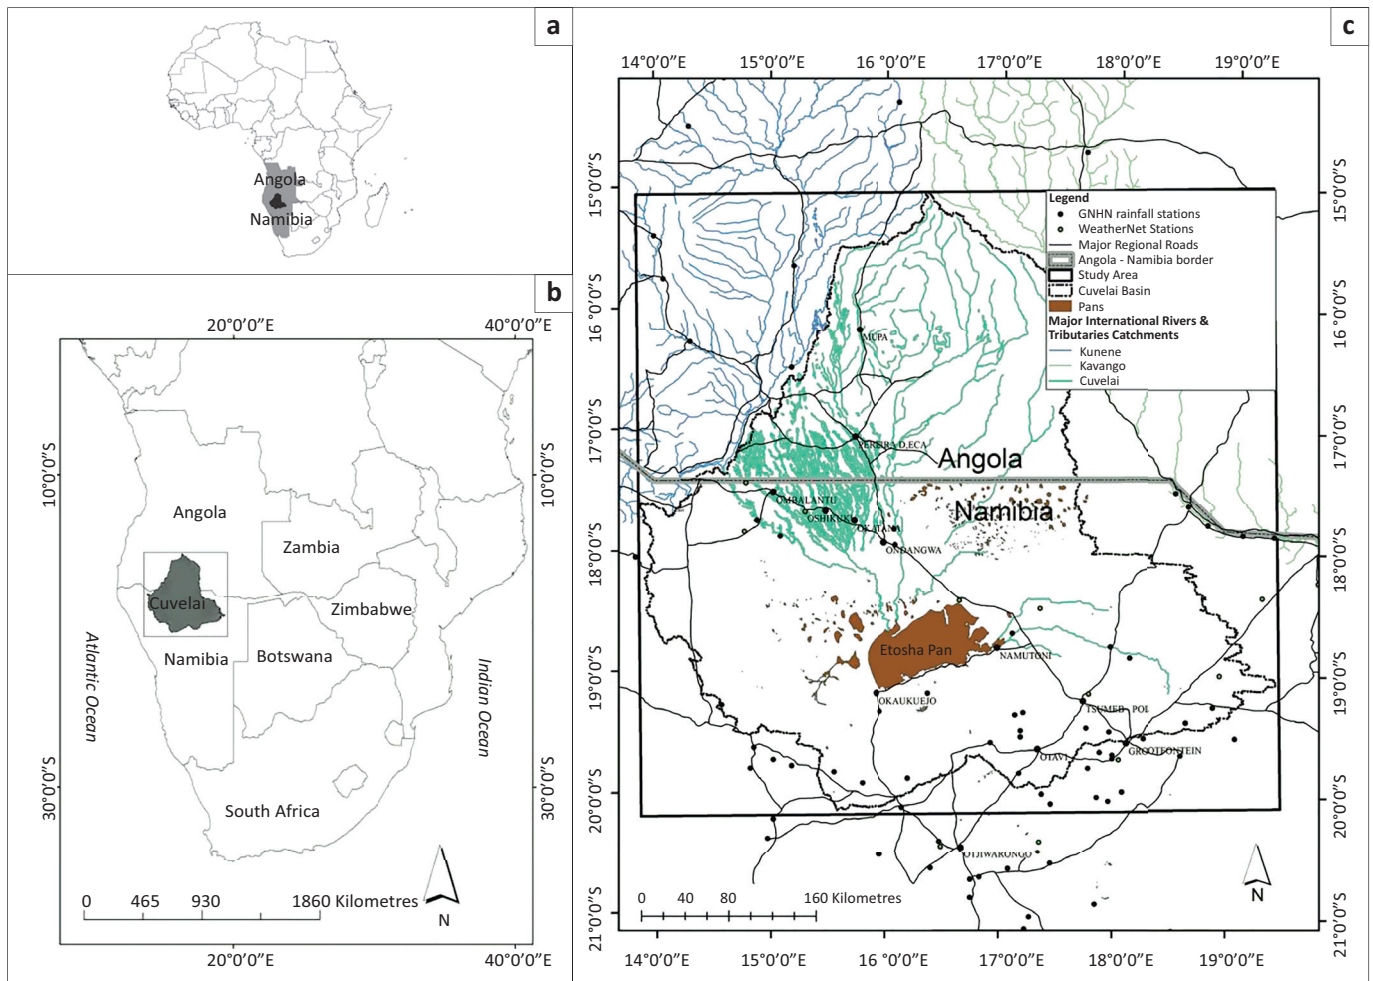 a
Angola
Namibia
b
20°0’0”E
40°0’0”E
10°0’0”S
10°0’0”S
Angola
Zambia
Cuvelai
Zimbabwe
Namibia
Botswana
Atlantic Ocean
Indian Ocean
30°0’0”S
30°0’0”S
South Africa
0
465
930
1860 Kilometres
N
20°0’0”E
40°0’0”E
c
14°0’0”E
15°0’0”E
16°0’0”E
17°0’0”E
18°0’0”E
19°0’0”E
15°0’0”S
15°0’0”S
Legend
GNHN rainfall stations
WeatherNet Stations
Major Regional Roads
Angola - Namibia border
Study Area
Cuvelai Basin
Pans
Major International Rivers &
Tributaries Catchments
Kunene
Kavango
Cuvelai
16°0’0”S
16°0’0”S
MUPA
17°0’0”S
17°0’0”S
PEREIRA D.ECA
Angola
Namibia
OMBALANTU
OSHIKUKU
OKATANA
ONDANGWA
18°0’0”S
18°0’0”S
Etosha Pan
NAMUTONI
19°0’0”S
19°0’0”S
OKAUKUEJO
TSUMEB POL
GROOTFONTEIN
OTAVI
20°0’0”S
20°0’0”S
OTJIWARONGO
0
40
80
160 Kilometres
N
21°0’0”S
21°0’0”S
14°0’0”E
15°0’0”E
16°0’0”E
17°0’0”E
18°0’0”E
19°0’0”E